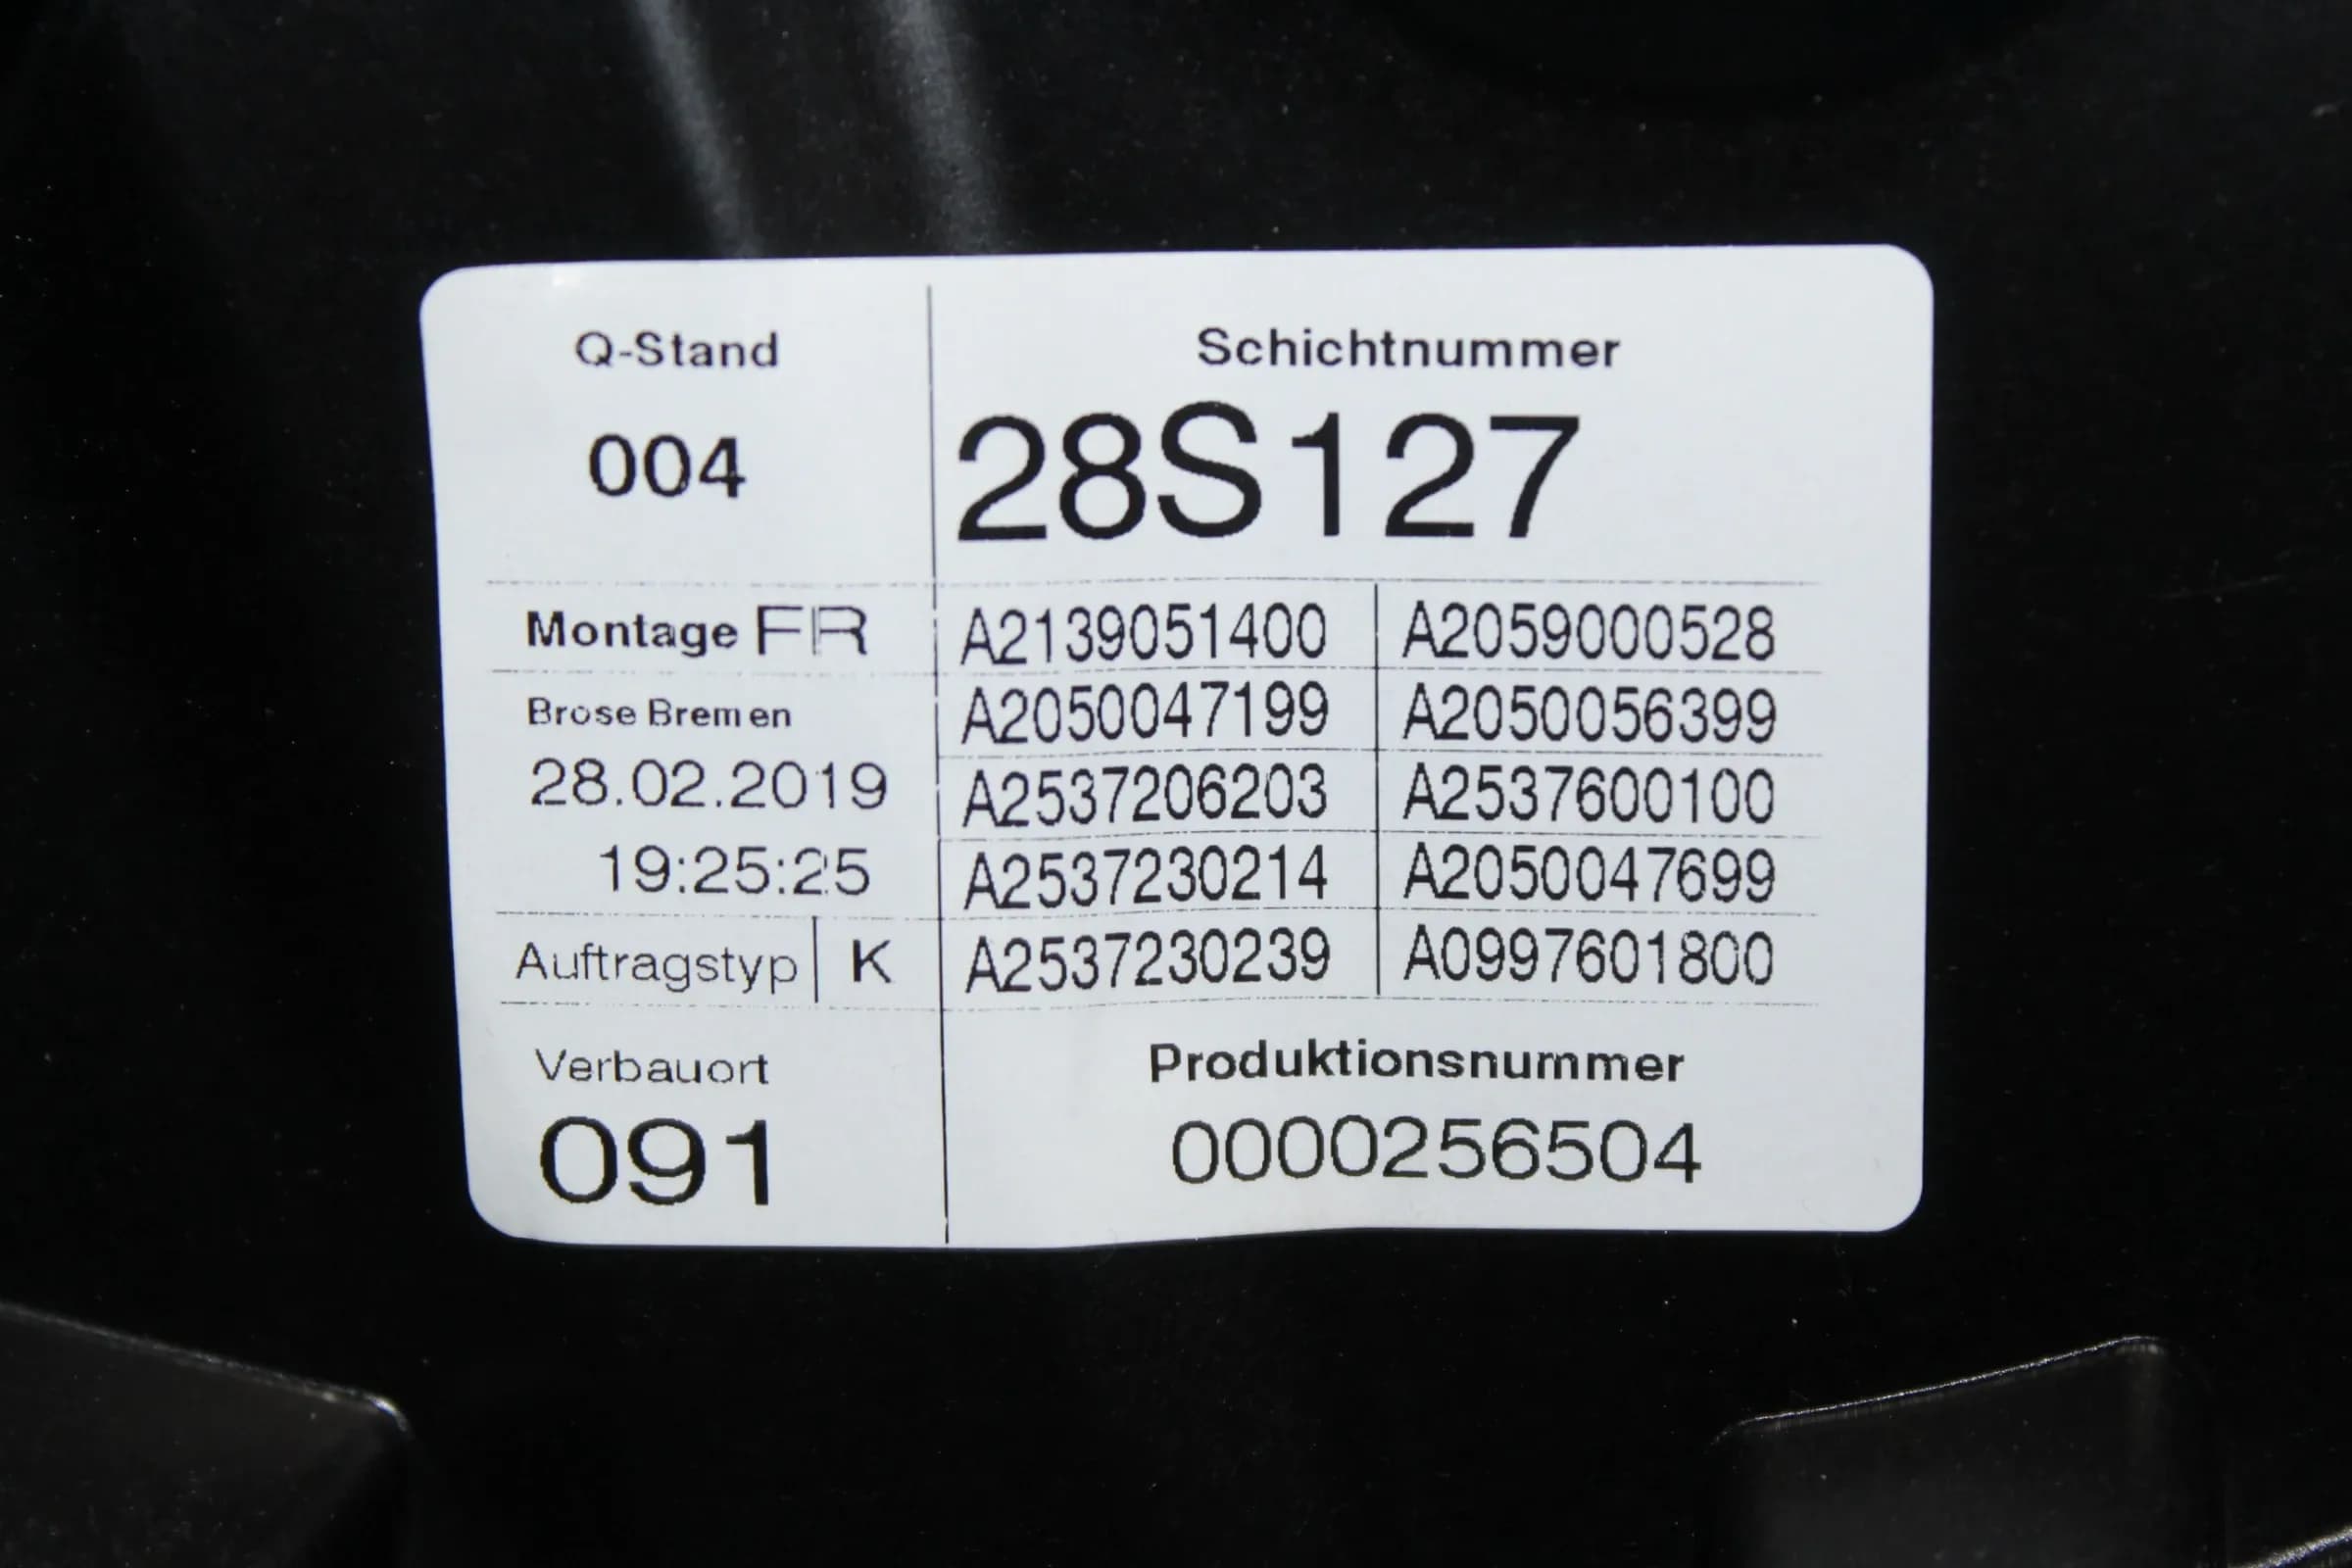 Q-Stand
004
Schichtnummer
28S127
Montage FR
Brose Bremen
28.02.2019
19:25:25
Auftragstyp K
A2139051400 A2059000528
A2050047199 A2050056399
A2537206203 A2537600100
A2537230214 A2050047699
A2537230239 A0997601800
Verbauort
091
Produktionsnummer
0000256504